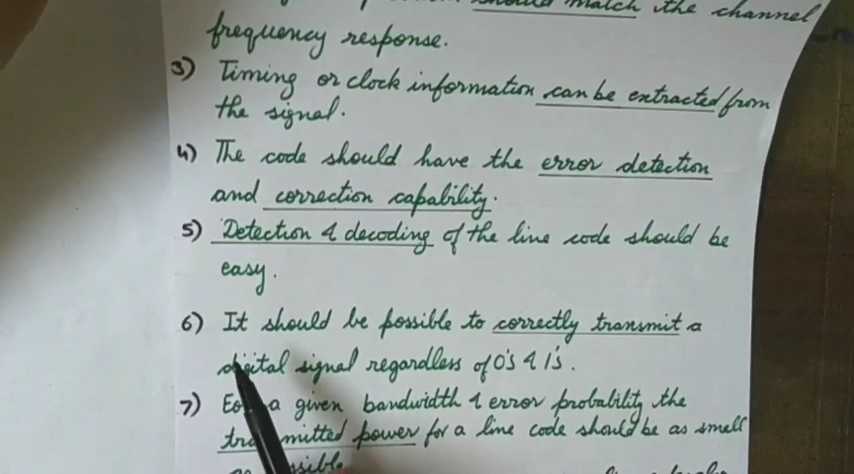 should match the channel
frequency response.
3) Timing or clock information can be extracted from
the signal.
4) The code should have the error detection
and correction capability.
5) Detection & decoding of the line code should be
easy.
6) It should be possible to correctly transmit a
digital signal regardless of 0's & 1's.
7) For a given bandwidth & error probability the
transmitted power for a line code should be as small